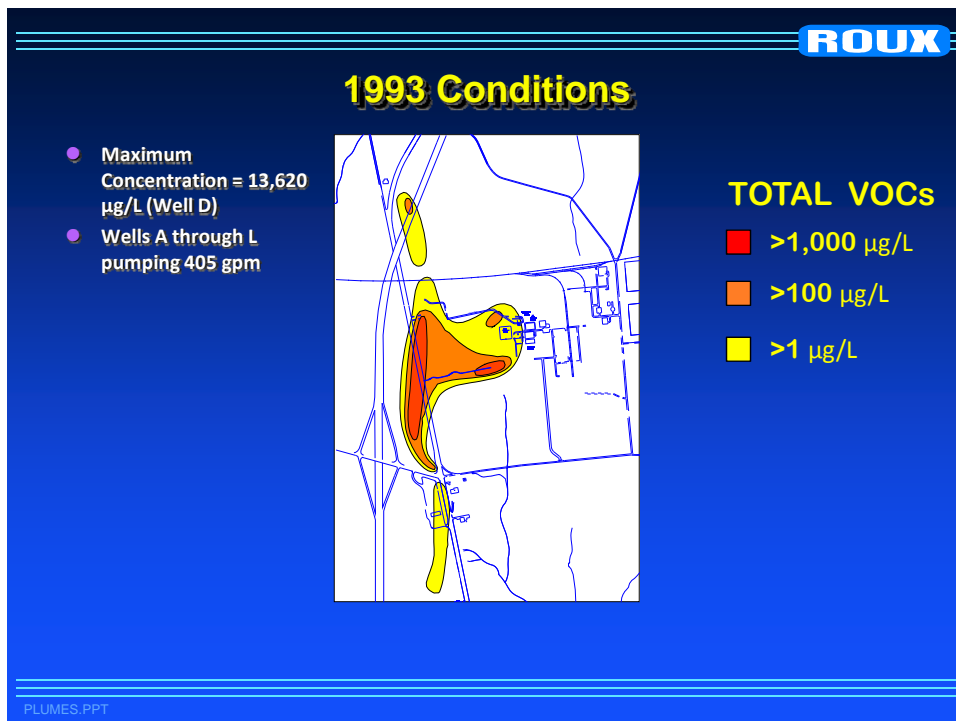 ROUX
1993 Conditions
Maximum
Concentration = 13,620
µg/L (Well D)
Wells A through L
pumping 405 gpm
TOTAL VOCs
>1,000 µg/L
>100 µg/L
>1 µg/L
PLUMES.PPT